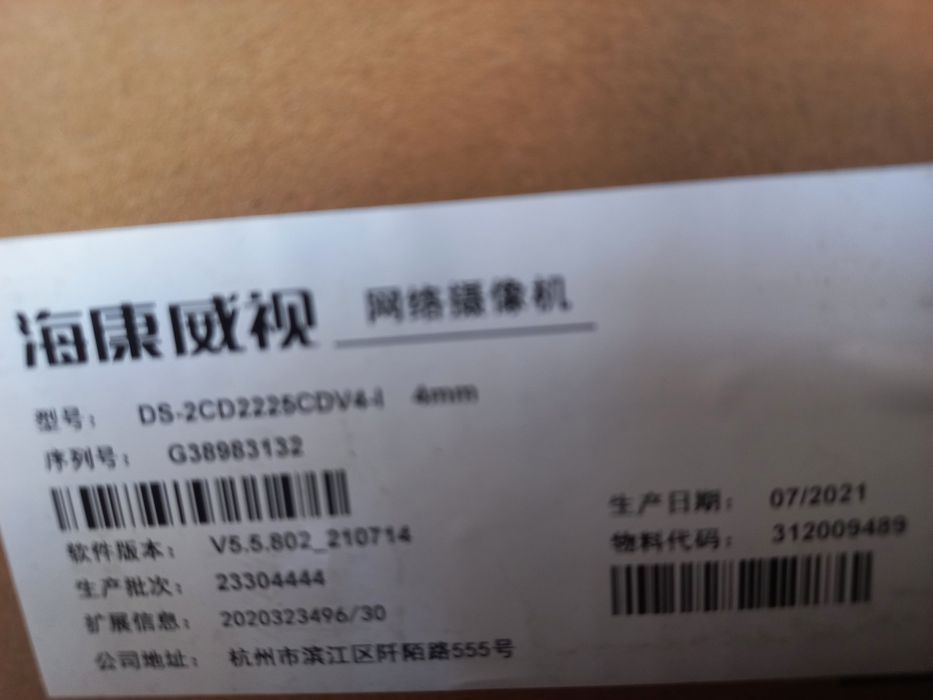 海康威视 网络摄像机
型号： DS-2CD2225CDV4-I 4mm
序列号： G38983132
软件版本： V5.5.802_210714
生产批次： 23304444
扩展信息： 2020323496/30
公司地址： 杭州市滨江区阡陌路555号
生产日期： 07/2021
物料代码： 312009489